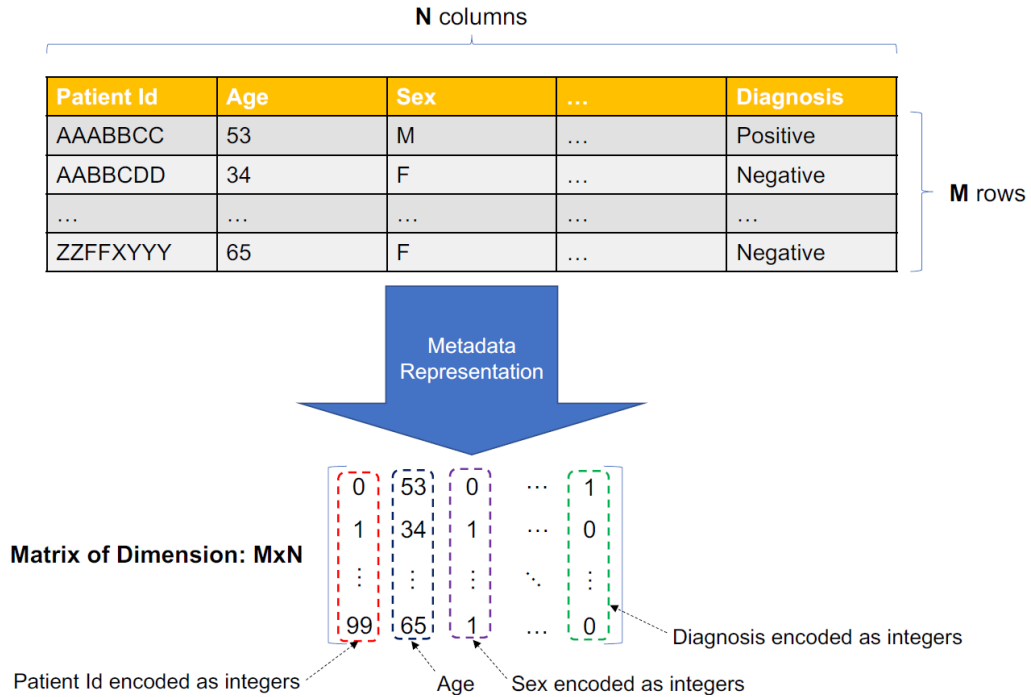 N columns
Patient Id Age Sex ... Diagnosis
AAABBCC 53 M ... Positive
AABBCDD 34 F ... Negative
... ... ... ... ...
ZZFFXYYY 65 F ... Negative
M rows
Metadata
Representation
0 53 0 ⋯ 1
1 34 1 ⋯ 0
Matrix of Dimension: MxN
⋮ ⋮ ⋮ ⋱ ⋮
99 65 1 ... 0
Diagnosis encoded as integers
Patient Id encoded as integers
Age
Sex encoded as integers